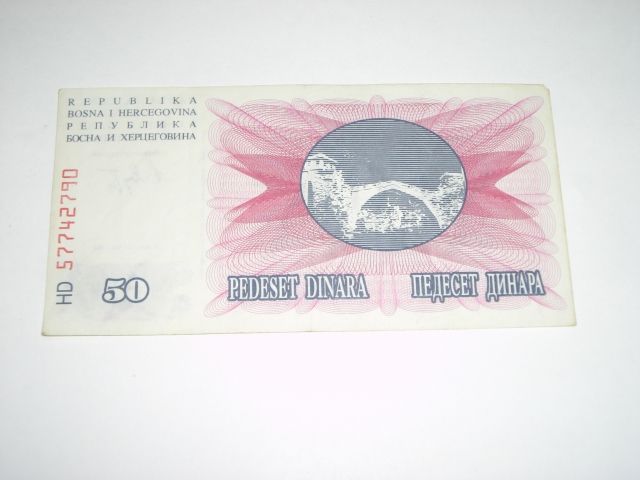 REPUBLIKA
BOSNA I HERCEGOVINA
РЕПУБЛИКА
БОСНА И ХЕРЦЕГОВИНА
HD 57742790
50
PEDESET DINARA
ПЕДЕСЕТ ДИНАРА